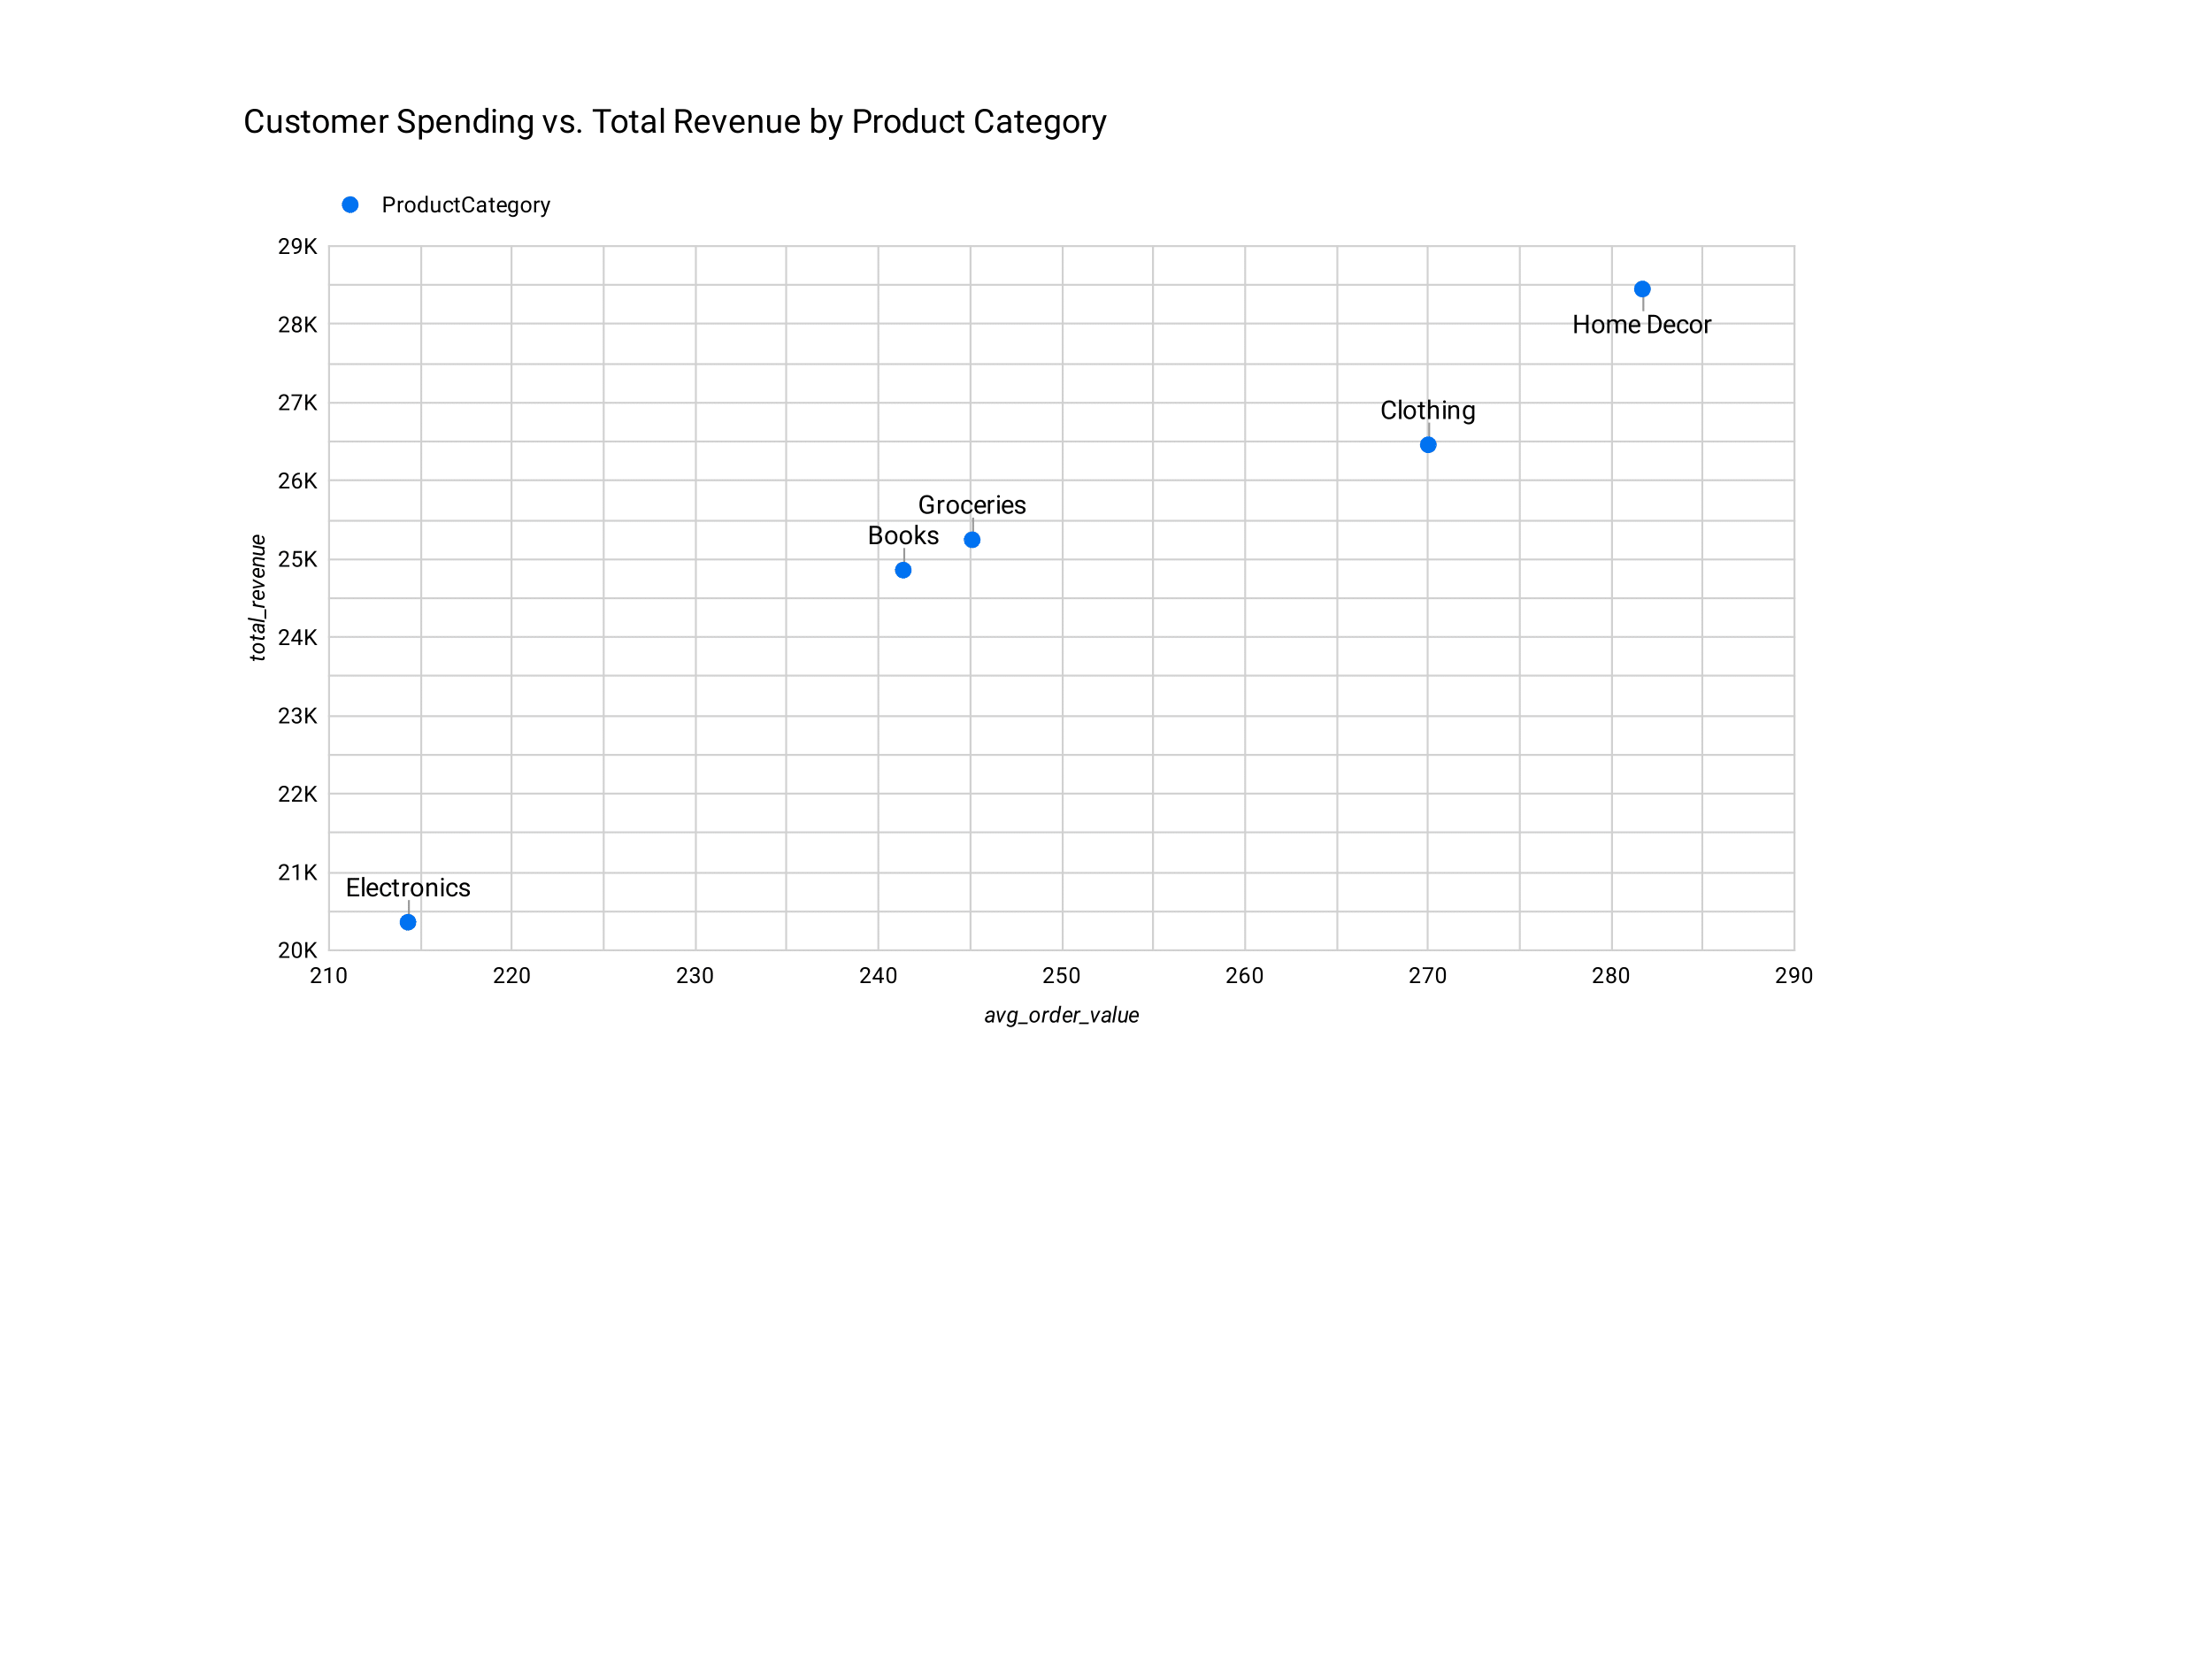 Customer Spending vs. Total Revenue by Product Category
ProductCategory
29K
28K
27K
26K
25K
24K
23K
22K
21K
20K
total_revenue
Home Decor
Clothing
Groceries
Books
Electronics
210 220 230 240 250 260 270 280 290
avg_order_value